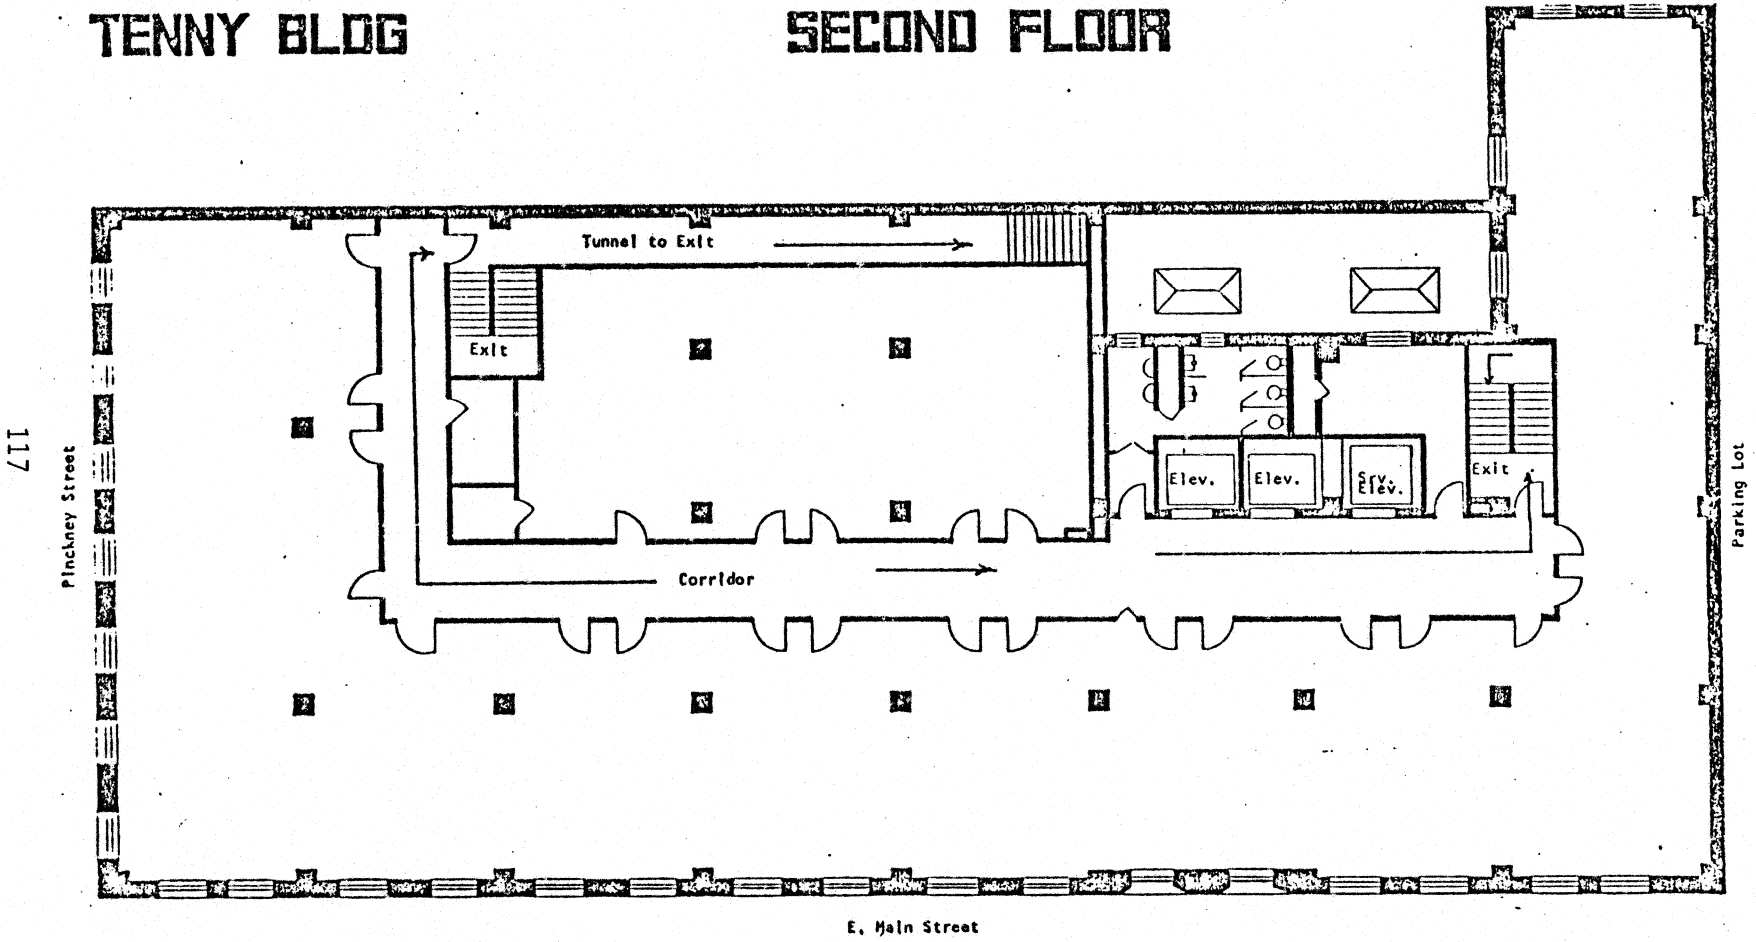 TENNY BLDG
SECOND FLOOR
Tunnel to Exit
Exit
117
Pinckney Street
Elev.
Elev.
Srv.
Elev.
Exit
Parking Lot
Corridor
E. Main Street